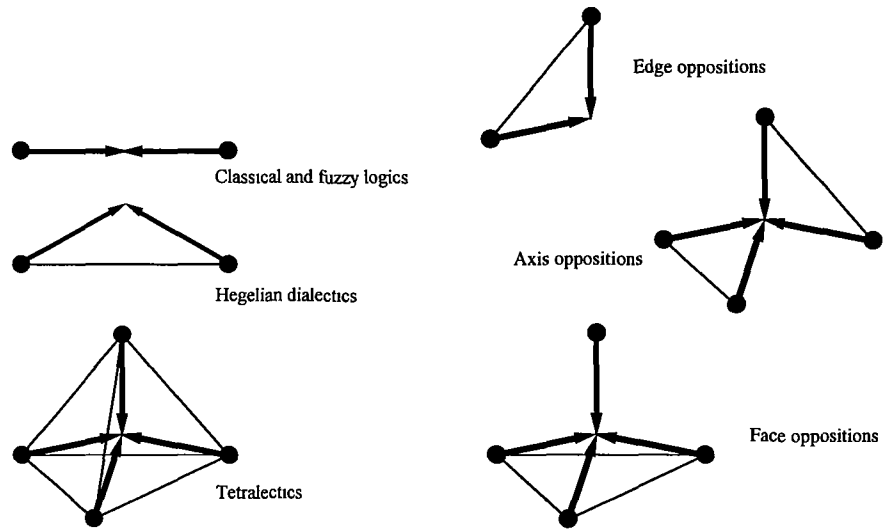 Classical and fuzzy logics
Hegelian dialectics
Tetralectics
Edge oppositions
Axis oppositions
Face oppositions